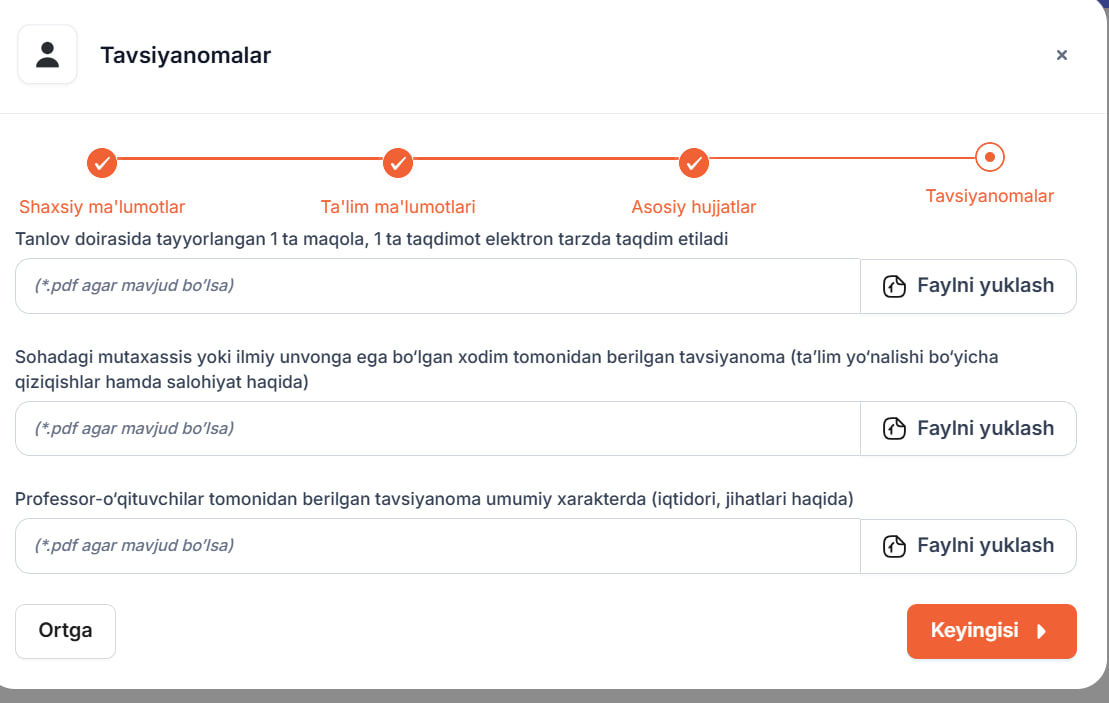 Tavsiyanomalar
Shaxsiy ma'lumotlar
Ta'lim ma'lumotlari
Asosiy hujjatlar
Tavsiyanomalar
Tanlov doirasida tayyorlangan 1 ta maqola, 1 ta taqdimot elektron tarzda taqdim etiladi
(*.pdf agar mavjud bo’lsa)
Faylni yuklash
Sohadagi mutaxassis yoki ilmiy unvonga ega bo‘lgan xodim tomonidan berilgan tavsiyanoma (ta’lim yo‘nalishi bo‘yicha
qiziqishlar hamda salohiyat haqida)
(*.pdf agar mavjud bo’lsa)
Faylni yuklash
Professor-o‘qituvchilar tomonidan berilgan tavsiyanoma umumiy xarakterda (iqtidori, jihatlari haqida)
(*.pdf agar mavjud bo’lsa)
Faylni yuklash
Ortga
Keyingisi